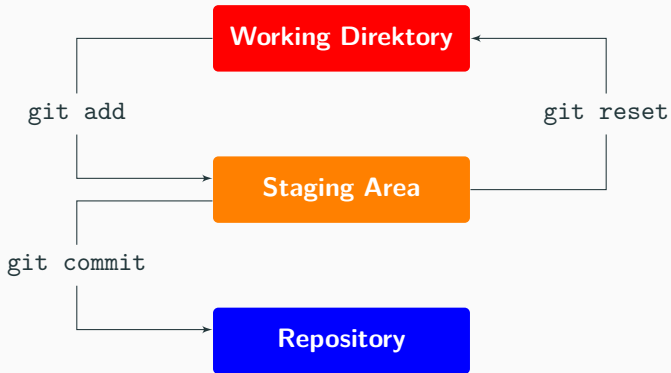 Working Direktory
git add
git reset
Staging Area
git commit
Repository